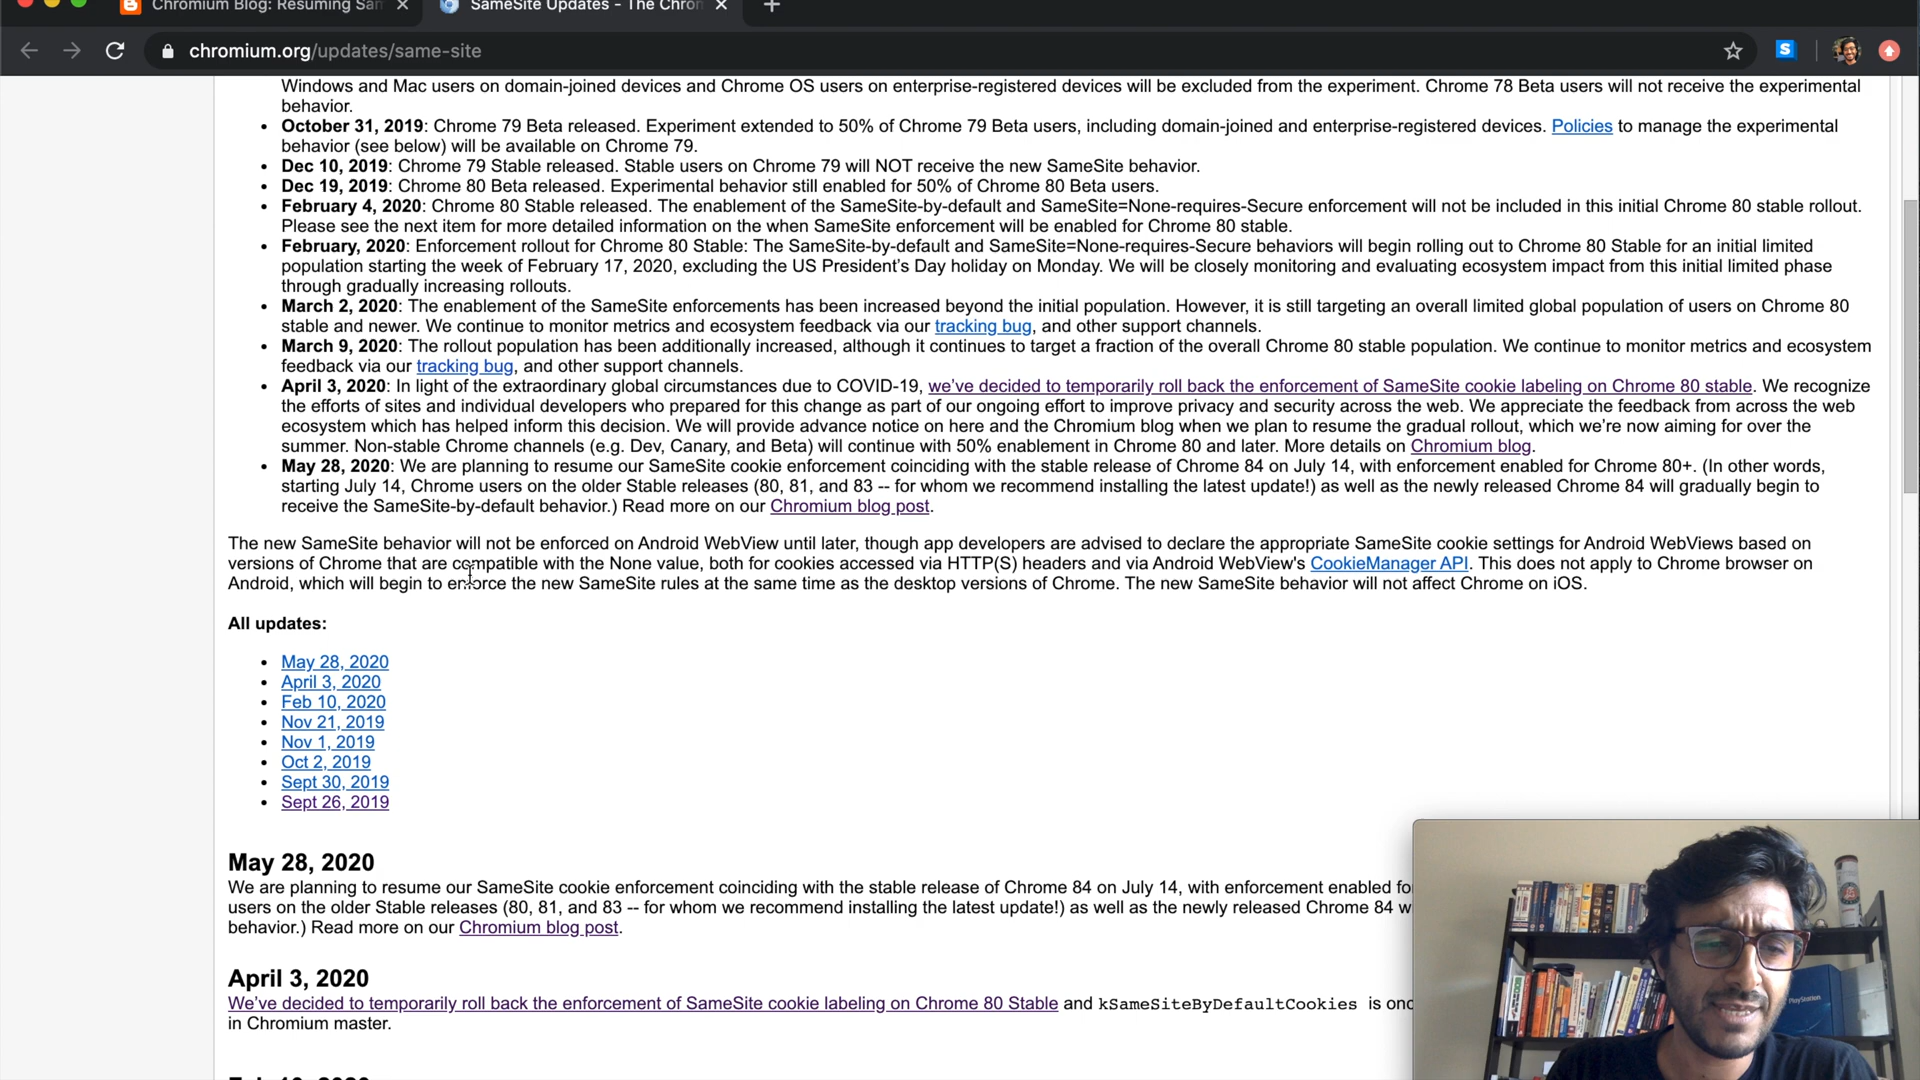 Chromium Blog: Resuming Sam
SameSite Updates - The Chrom
chromium.org/updates/same-site
Windows and Mac users on domain-joined devices and Chrome OS users on enterprise-registered devices will be excluded from the experiment. Chrome 78 Beta users will not receive the experimental
behavior.
• October 31, 2019: Chrome 79 Beta released. Experiment extended to 50% of Chrome 79 Beta users, including domain-joined and enterprise-registered devices. Policies to manage the experimental
behavior (see below) will be available on Chrome 79.
• Dec 10, 2019: Chrome 79 Stable released. Stable users on Chrome 79 will NOT receive the new SameSite behavior.
• Dec 19, 2019: Chrome 80 Beta released. Experimental behavior still enabled for 50% of Chrome 80 Beta users.
• February 4, 2020: Chrome 80 Stable released. The enablement of the SameSite-by-default and SameSite=None-requires-Secure enforcement will not be included in this initial Chrome 80 stable rollout.
Please see the next item for more detailed information on the when SameSite enforcement will be enabled for Chrome 80 stable.
• February, 2020: Enforcement rollout for Chrome 80 Stable: The SameSite-by-default and SameSite=None-requires-Secure behaviors will begin rolling out to Chrome 80 Stable for an initial limited
population starting the week of February 17, 2020, excluding the US President's Day holiday on Monday. We will be closely monitoring and evaluating ecosystem impact from this initial limited phase
through gradually increasing rollouts.
• March 2, 2020: The enablement of the SameSite enforcements has been increased beyond the initial population. However, it is still targeting an overall limited global population of users on Chrome 80
stable and newer. We continue to monitor metrics and ecosystem feedback via our tracking bug, and other support channels.
• March 9, 2020: The rollout population has been additionally increased, although it continues to target a fraction of the overall Chrome 80 stable population. We continue to monitor metrics and ecosystem
feedback via our tracking bug, and other support channels.
• April 3, 2020: In light of the extraordinary global circumstances due to COVID-19, we've decided to temporarily roll back the enforcement of SameSite cookie labeling on Chrome 80 stable. We recognize
the efforts of sites and individual developers who prepared for this change as part of our ongoing effort to improve privacy and security across the web. We appreciate the feedback from across the web
ecosystem which has helped inform this decision. We will provide advance notice on here and the Chromium blog when we plan to resume the gradual rollout, which we're now aiming for over the
summer. Non-stable Chrome channels (e.g. Dev, Canary, and Beta) will continue with 50% enablement in Chrome 80 and later. More details on Chromium blog.
• May 28, 2020: We are planning to resume our SameSite cookie enforcement coinciding with the stable release of Chrome 84 on July 14, with enforcement enabled for Chrome 80+. (In other words,
starting July 14, Chrome users on the older Stable releases (80, 81, and 83 -- for whom we recommend installing the latest update!) as well as the newly released Chrome 84 will gradually begin to
receive the SameSite-by-default behavior.) Read more on our Chromium blog post.
The new SameSite behavior will not be enforced on Android WebView until later, though app developers are advised to declare the appropriate SameSite cookie settings for Android WebViews based on
versions of Chrome that are compatible with the None value, both for cookies accessed via HTTP(S) headers and via Android WebView's CookieManager API. This does not apply to Chrome browser on
Android, which will begin to enforce the new SameSite rules at the same time as the desktop versions of Chrome. The new SameSite behavior will not affect Chrome on iOS.
All updates:
• May 28, 2020
• April 3, 2020
• Feb 10, 2020
• Nov 21, 2019
• Nov 1, 2019
• Oct 2, 2019
• Sept 30, 2019
• Sept 26, 2019
May 28, 2020
We are planning to resume our SameSite cookie enforcement coinciding with the stable release of Chrome 84 on July 14, with enforcement enabled fo
users on the older Stable releases (80, 81, and 83 -- for whom we recommend installing the latest update!) as well as the newly released Chrome 84 w
behavior.) Read more on our Chromium blog post.
April 3, 2020
We've decided to temporarily roll back the enforcement of SameSite cookie labeling on Chrome 80 Stable and kSameSiteByDefaultCookies is onc
in Chromium master.
PlayStation